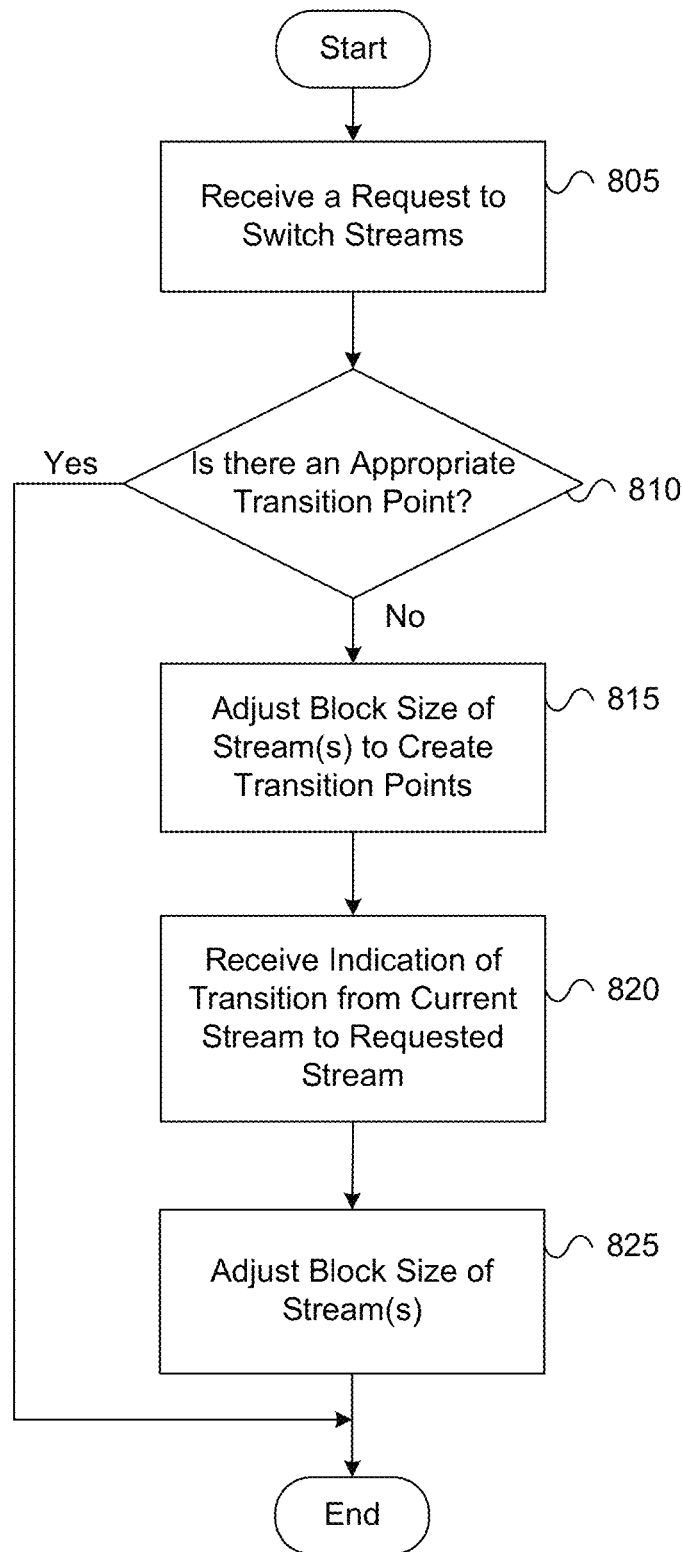 Start
Receive a Request to
Switch Streams
805
Is there an Appropriate
Transition Point?
810
Yes
No
Adjust Block Size of
Stream(s) to Create
Transition Points
815
Receive Indication of
Transition from Current
Stream to Requested
Stream
820
Adjust Block Size of
Stream(s)
825
End